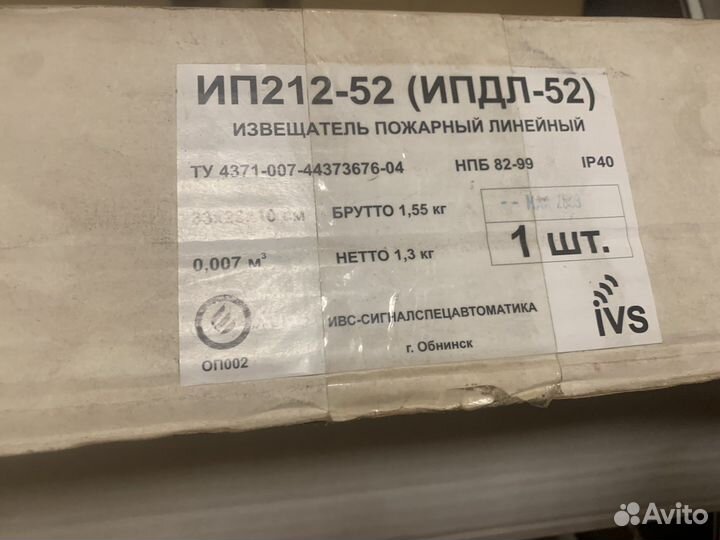 ИП212-52 (ИПДЛ-52)
ИЗВЕЩАТЕЛЬ ПОЖАРНЫЙ ЛИНЕЙНЫЙ
ТУ 4371-007-44373676-04 НПБ 82-99 IP40
см БРУТТО 1,55 кг
1 шт.
0,007 м³ НЕТТО 1,3 кг
ИВС-СИГНАЛСПЕЦАВТОМАТИКА
г. Обнинск
ОП002
iVS
Avito